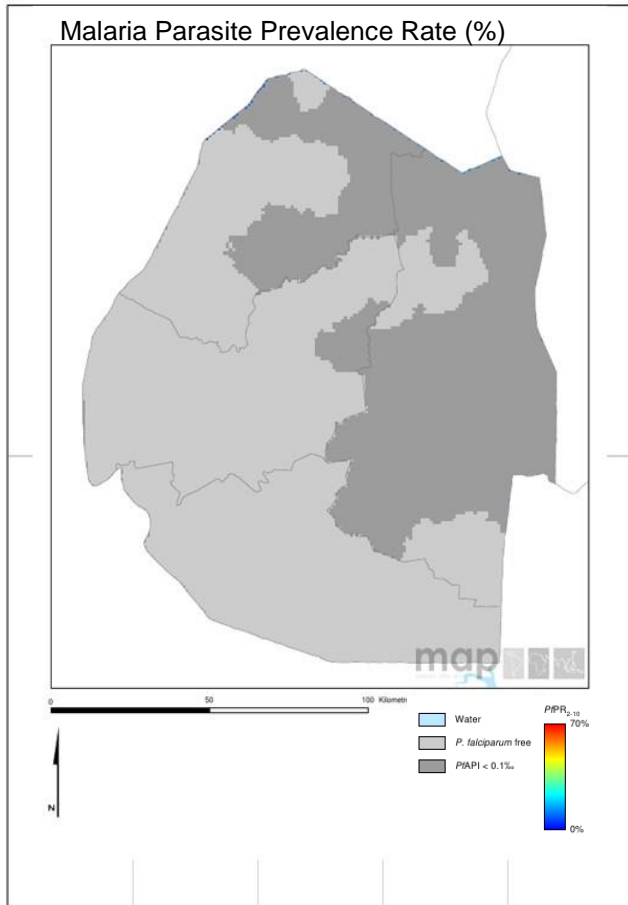 Malaria Parasite Prevalence Rate (%)
map
0
50
100 Kilometr
N
Water
P. falciparum free
PfAPI < 0.1‰
PfPR2-10
70%
0%